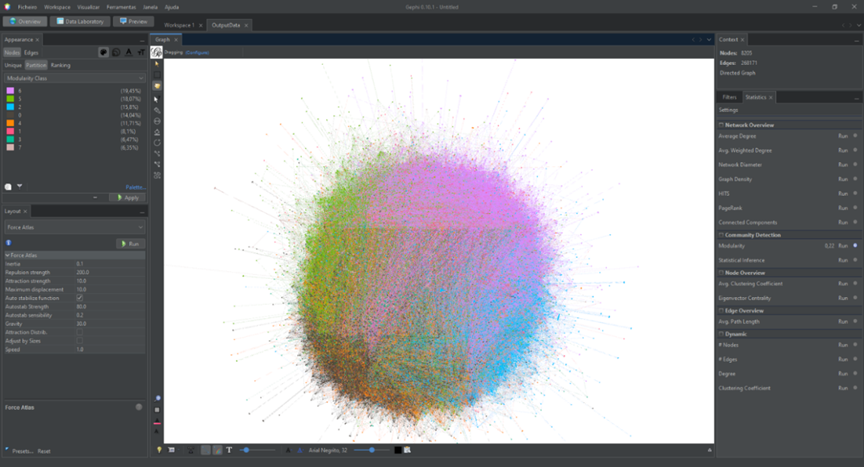 Ficheiro Workspace Visualizar Ferramentas Janela Ajuda
Gephi 0.10.1 - Untitled
Overview Data Laboratory Preview
Workspace 1 × OutputData ×
Appearance ×
Nodes Edges
Unique Partition Ranking
Modularity Class
6 (18,45%)
5 (18,07%)
2 (15,8%)
0 (14,04%)
4 (11,71%)
1 (8,1%)
3 (6,47%)
7 (6,35%)
Palette...
Apply
Layout ×
Force Atlas
Run
Force Atlas
Inertia 0.1
Repulsion strength 200.0
Attraction strength 10.0
Maximum displacement 10.0
Auto stabilize function
Autostab Strength 80.0
Autostab sensibility 0.2
Gravity 30.0
Attraction Distrib.
Adjust by Sizes
Speed 1.0
Force Atlas
Presets... Reset
Graph ×
Dragging (Configure)
T
Arial Negrito, 32
Context ×
Nodes: 8205
Edges:
Directed Graph
Filters Statistics ×
Settings
Network Overview
Average Degree Run
Avg. Weighted Degree Run
Network Diameter Run
Graph Density Run
HITS Run
PageRank Run
Connected Components Run
Community Detection
Modularity 0,22 Run
Statistical Inference Run
Node Overview
Avg. Clustering Coefficient Run
Eigenvector Centrality Run
Edge Overview
Avg. Path Length Run
Dynamic
# Nodes Run
# Edges Run
Degree Run
Clustering Coefficient Run